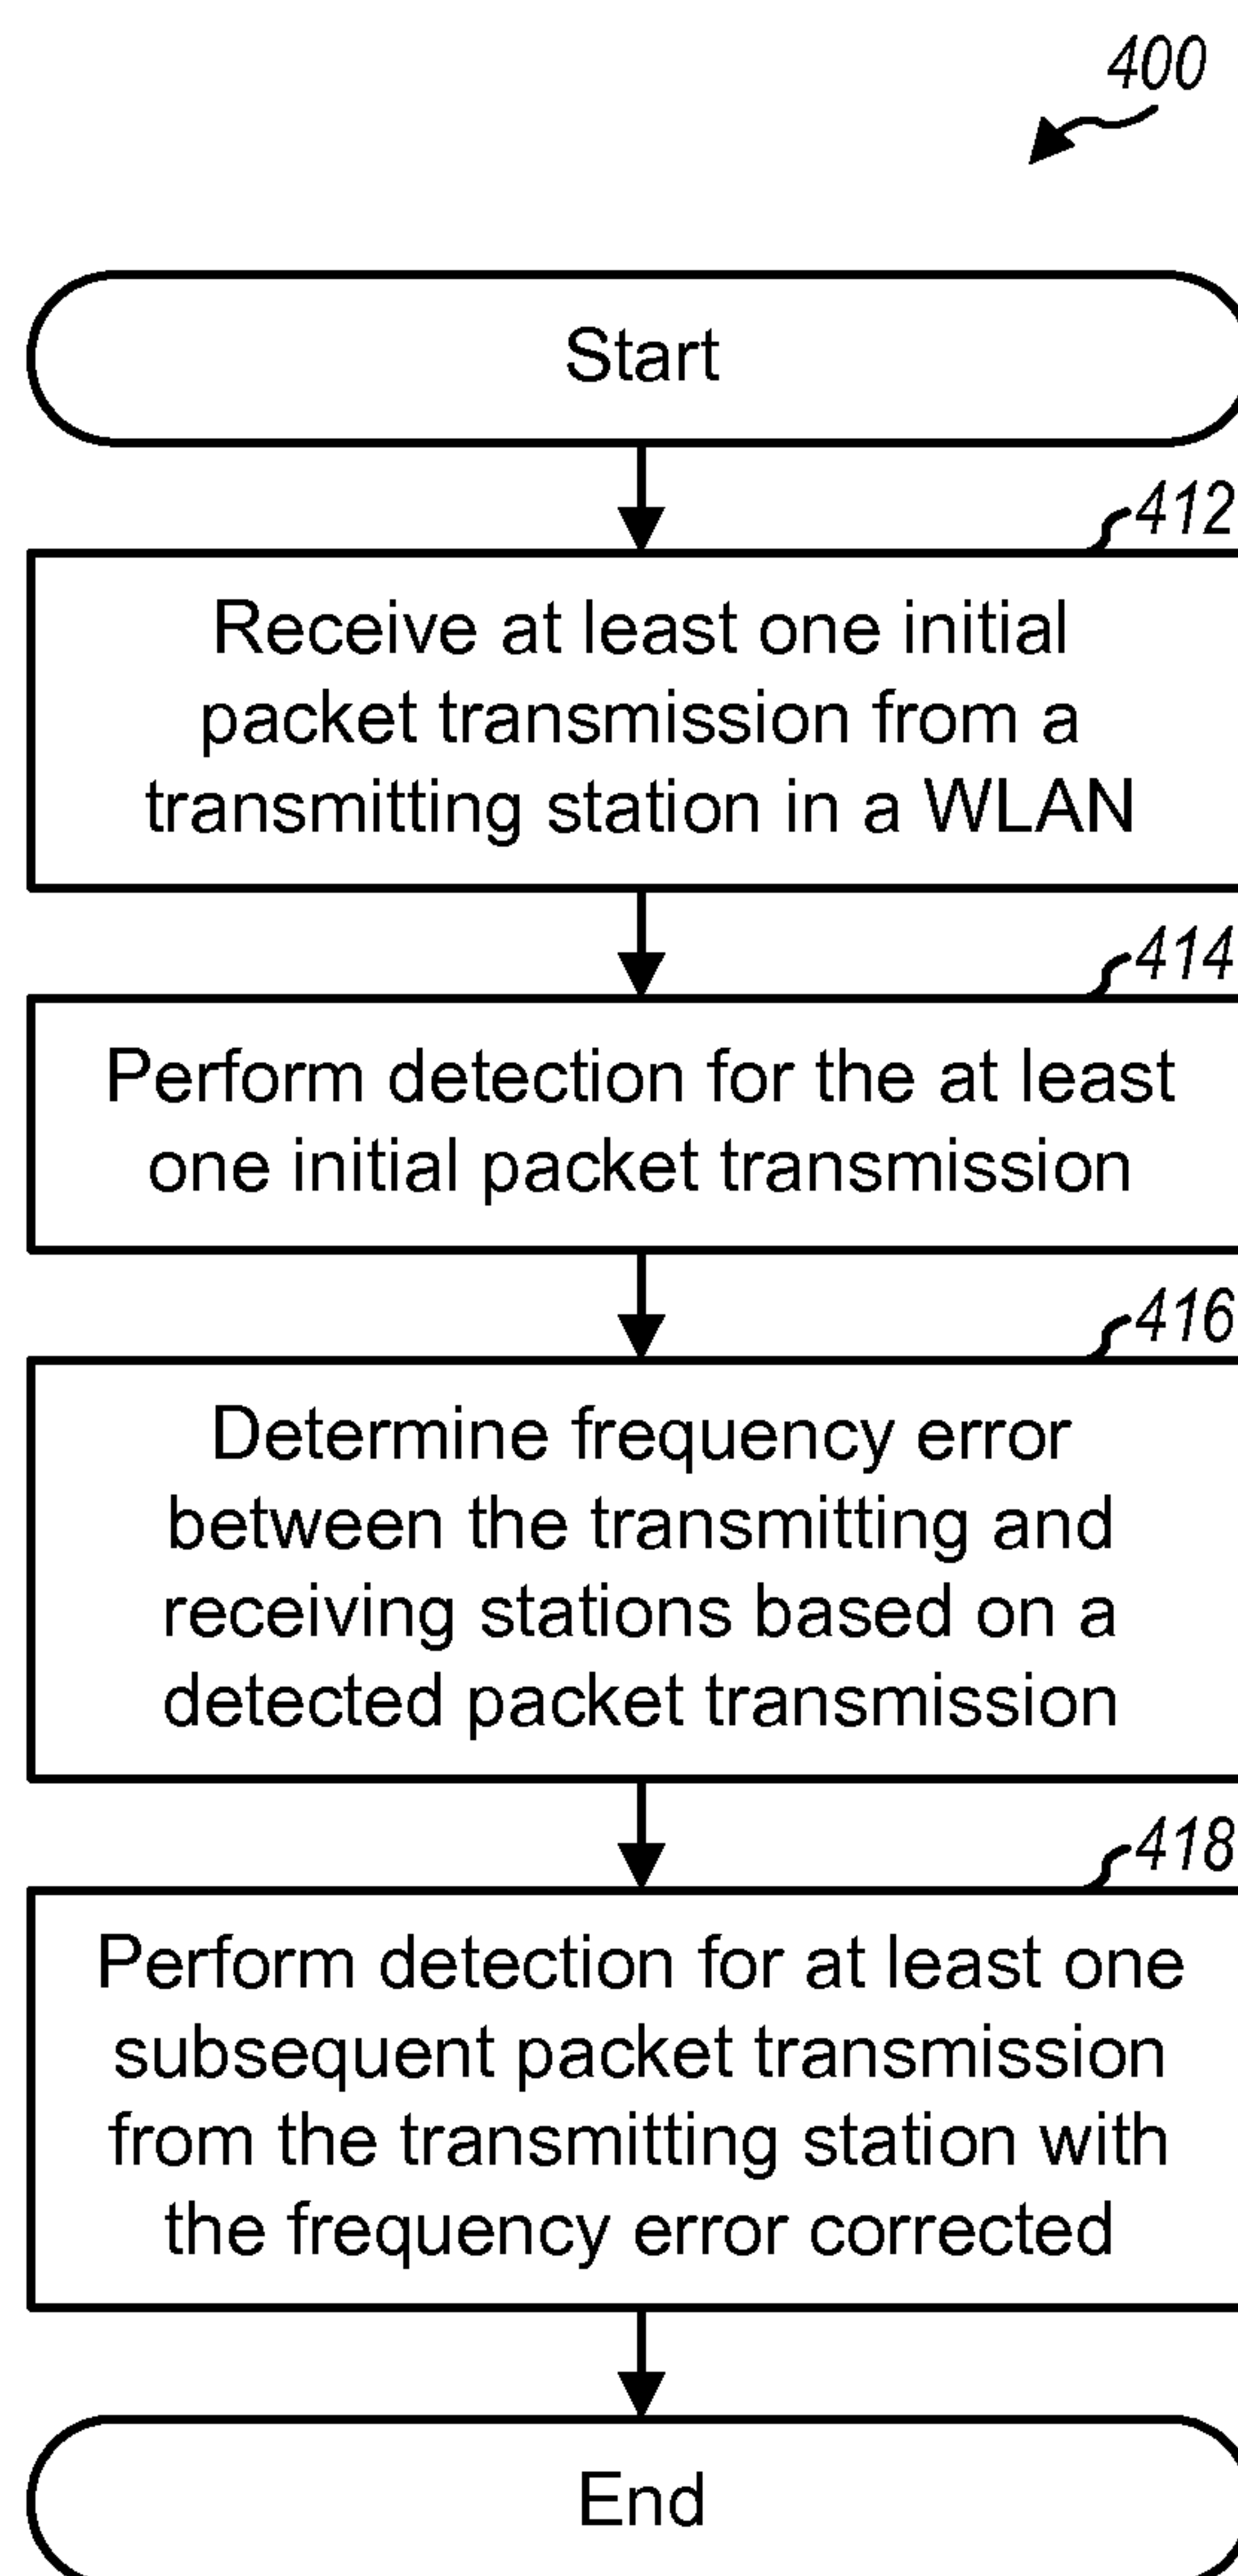 400
Start
412
Receive at least one initial
packet transmission from a
transmitting station in a WLAN
414
Perform detection for the at least
one initial packet transmission
416
Determine frequency error
between the transmitting and
receiving stations based on a
detected packet transmission
418
Perform detection for at least one
subsequent packet transmission
from the transmitting station with
the frequency error corrected
End